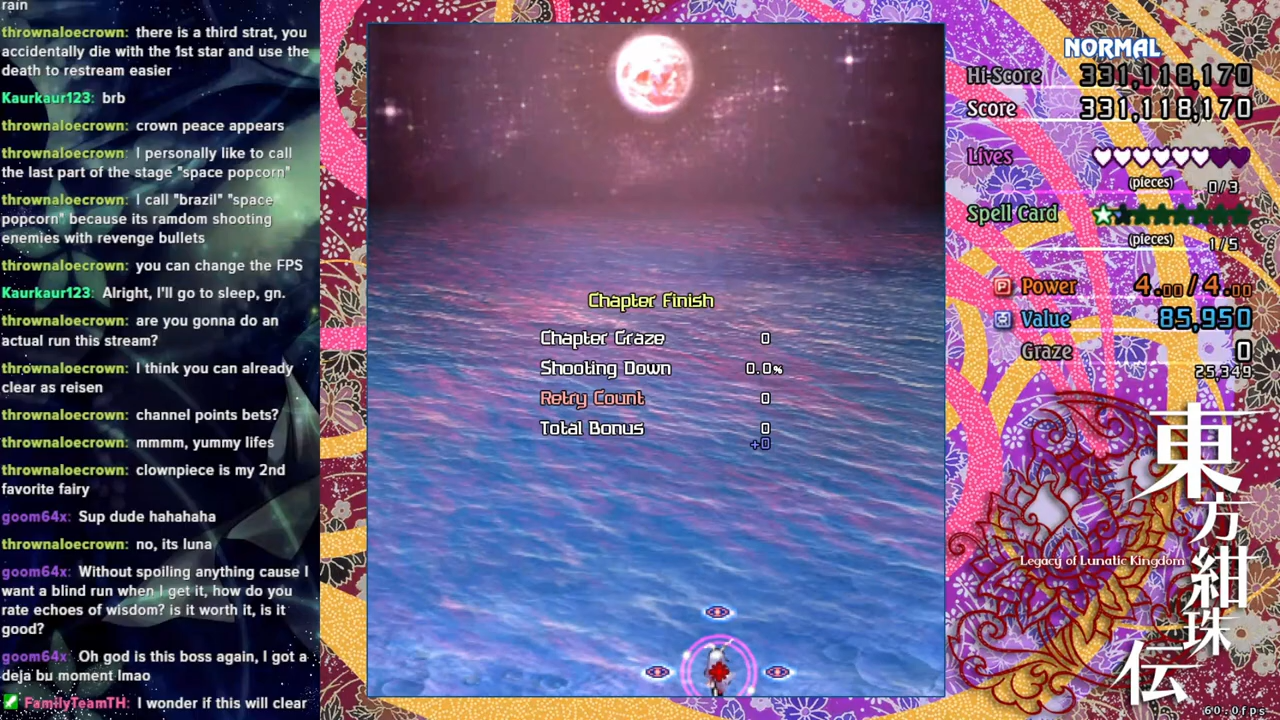 rain
thrownaloecrown: there is a third strat, you
accidentally die with the 1st star and use the
death to restream easier
Kaurkaur123: brb
thrownaloecrown: crown peace appears
thrownaloecrown: I personally like to call
the last part of the stage "space popcorn"
thrownaloecrown: I call "brazil" "space
popcorn" because its ramdom shooting
enemies with revenge bullets
thrownaloecrown: you can change the FPS
Kaurkaur123: Alright, I'll go to sleep, gn.
thrownaloecrown: are you gonna do an
actual run this stream?
thrownaloecrown: I think you can already
clear as reisen
thrownaloecrown: channel points bets?
thrownaloecrown: mmmm, yummy lifes
thrownaloecrown: clownpiece is my 2nd
favorite fairy
goom64x: Sup dude hahahaha
thrownaloecrown: no, its luna
goom64x: Without spoiling anything cause I
want a blind run when I get it, how do you
rate echoes of wisdom? is it worth it, is it
good?
goom64x: Oh god is this boss again, I got a
deja bu moment lmao
FamilyTeamTH: I wonder if this will clear
Chapter Finish
Chapter Graze 0
Shooting Down 0.0%
Retry Count 0
Total Bonus 0
+0
NORMAL
Hi-Score 331,118,170
Score 331,118,170
Lives
(pieces) 0/3
Spell Card
(pieces) 1/5
P Power 4.00/4.00
Value 85,950
Graze 0
25,349
東方紺珠伝
Legacy of Lunatic Kingdom
60.0fps